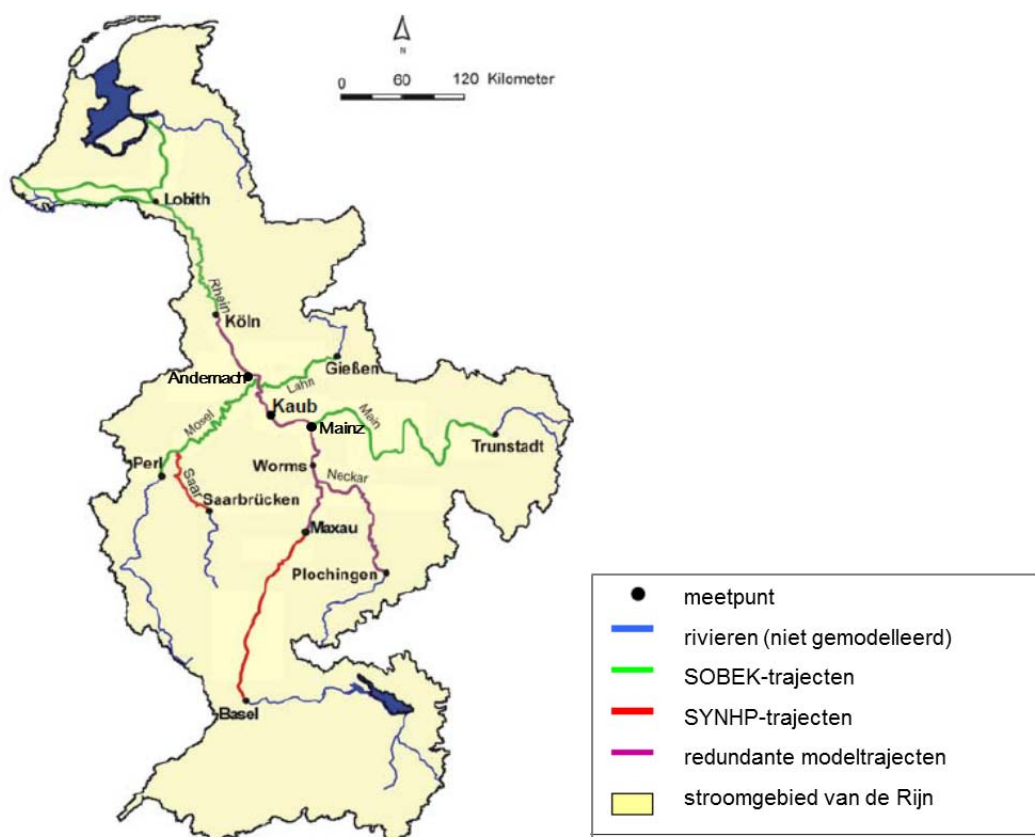 N
0 60 120 Kilometer
Lobith
Rhein
Köln
Gießen
Andernach
Lahn
Kaub
Mosel
Main
Mainz
Trunstadt
Perl
Worms
Neckar
Saar
Saarbrücken
Maxau
Plochingen
Basel
meetpunt
rivieren (niet gemodelleerd)
SOBEK-trajecten
SYNHP-trajecten
redundante modeltrajecten
stroomgebied van de Rijn